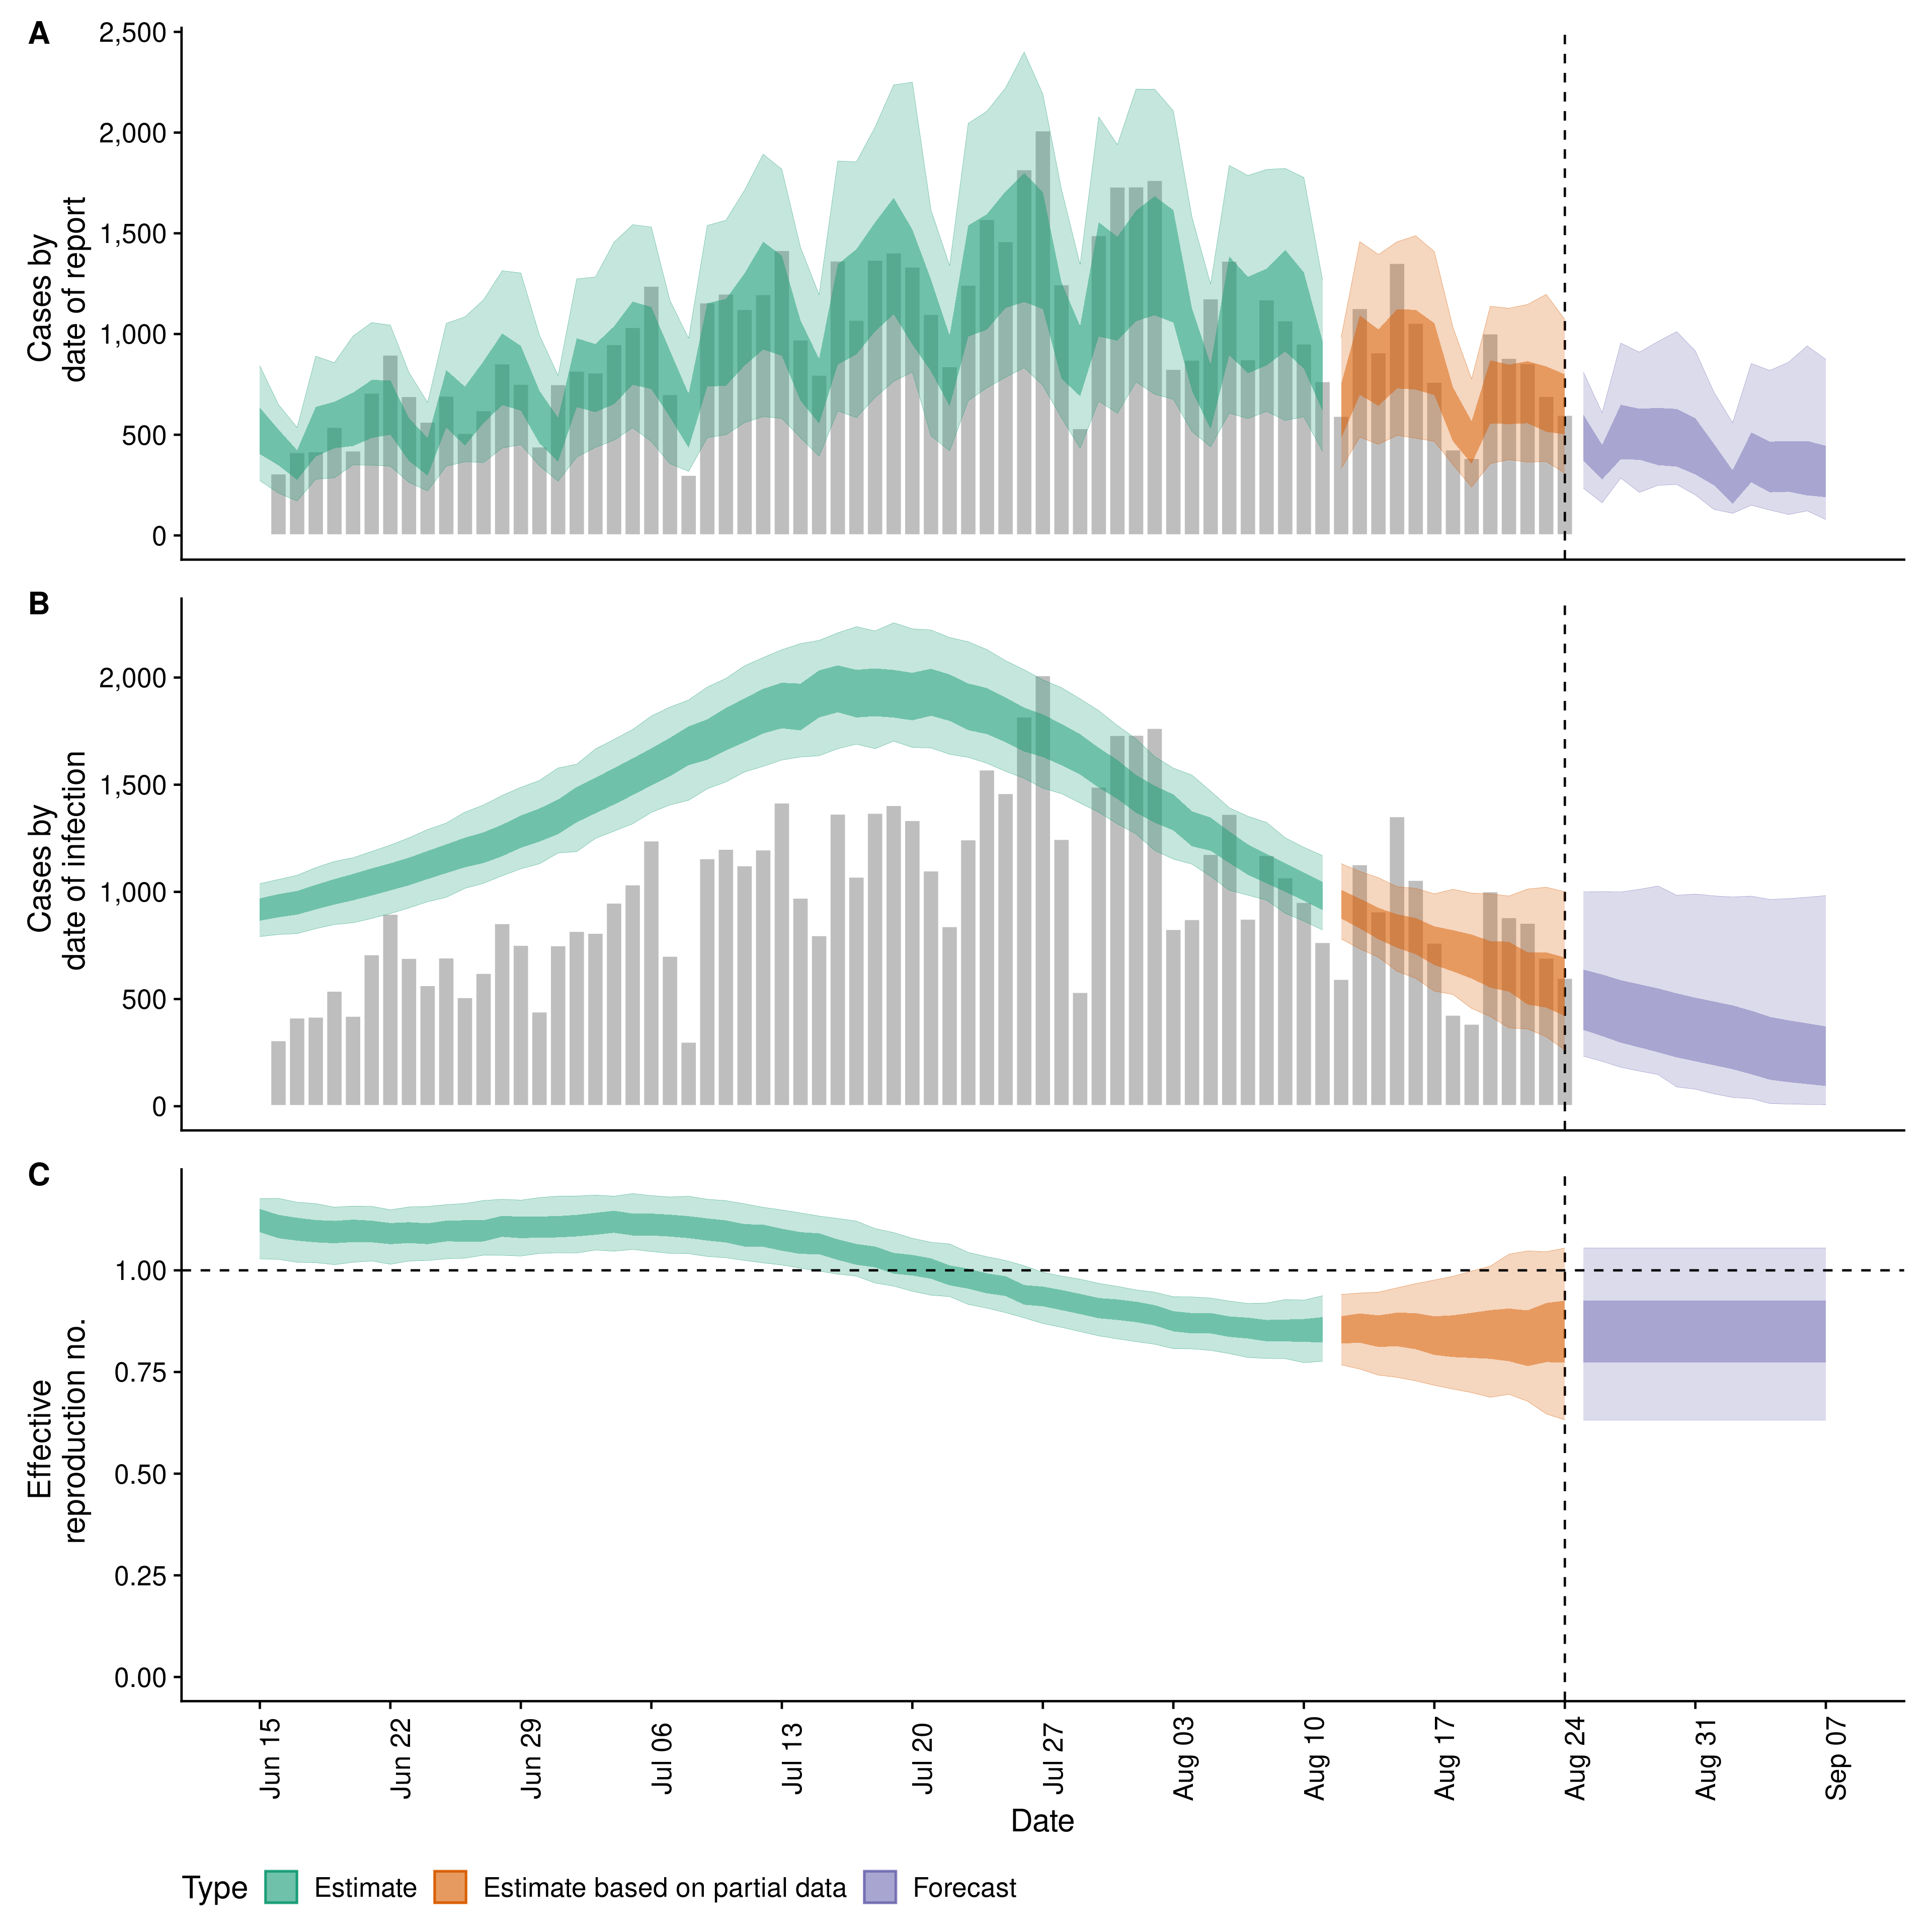 A
2,500
2,000
1,500
1,000
500
0
Cases by
date of report
B
2,000
1,500
1,000
500
0
Cases by
date of infection
C
1.00
0.75
0.50
0.25
0.00
Effective
reproduction no.
Jun 15
Jun 22
Jun 29
Jul 06
Jul 13
Jul 20
Jul 27
Aug 03
Aug 10
Aug 17
Aug 24
Aug 31
Sep 07
Date
Type Estimate Estimate based on partial data Forecast